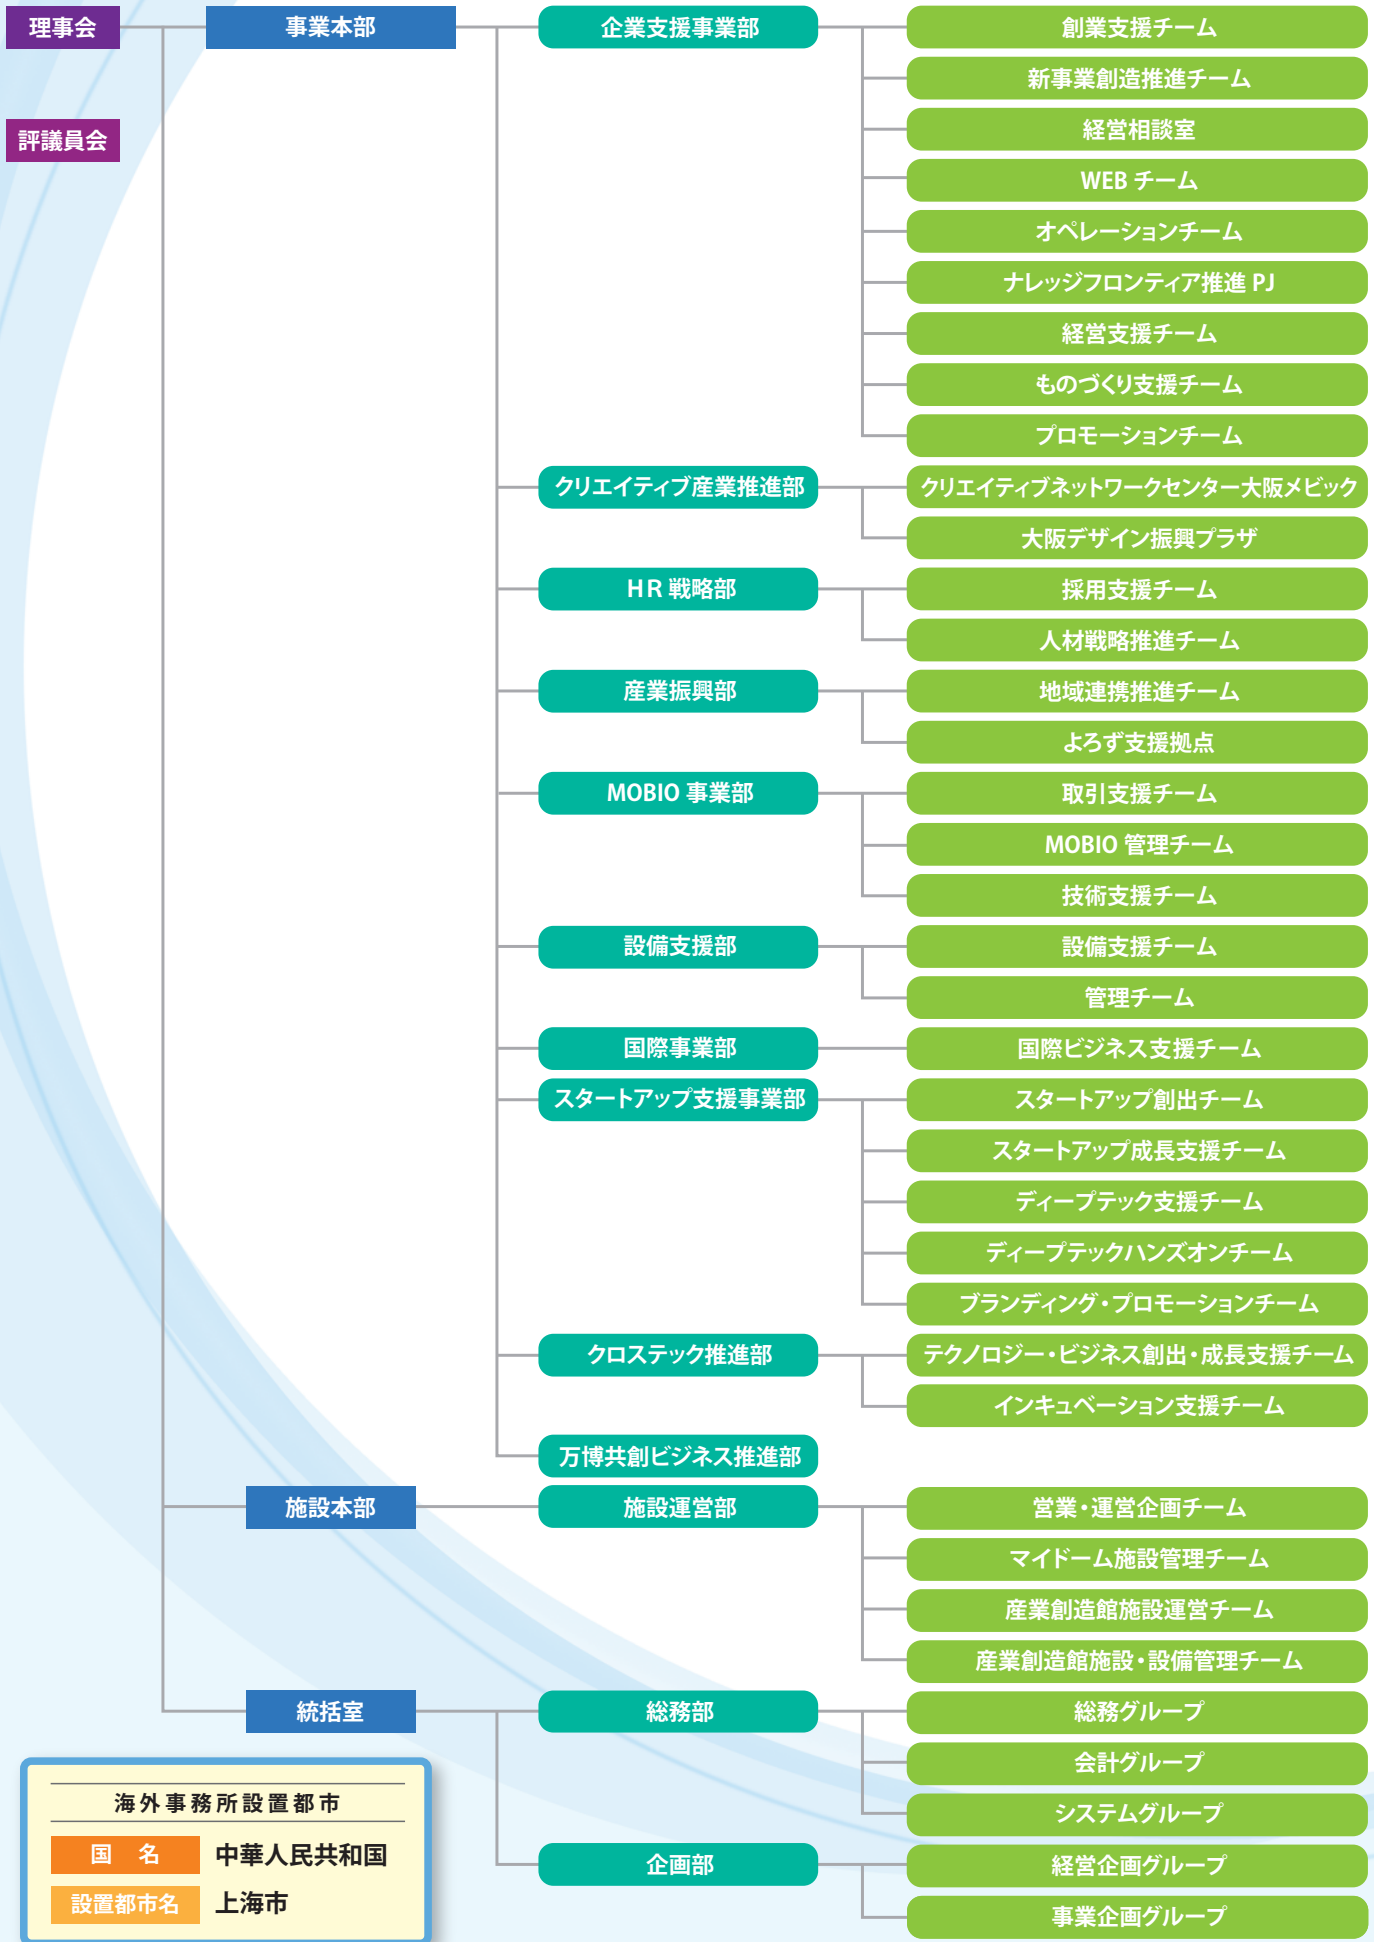 理事会
評議員会
事業本部
企業支援事業部
創業支援チーム
新事業創造推進チーム
経営相談室
WEB チーム
オペレーションチーム
ナレッジフロンティア推進 PJ
経営支援チーム
ものづくり支援チーム
プロモーションチーム
クリエイティブ産業推進部
クリエイティブネットワークセンター大阪メビック
大阪デザイン振興プラザ
HR 戦略部
採用支援チーム
人材戦略推進チーム
産業振興部
地域連携推進チーム
よろず支援拠点
MOBIO 事業部
取引支援チーム
MOBIO 管理チーム
技術支援チーム
設備支援部
設備支援チーム
管理チーム
国際事業部
国際ビジネス支援チーム
スタートアップ支援事業部
スタートアップ創出チーム
スタートアップ成長支援チーム
ディープテック支援チーム
ディープテックハンズオンチーム
ブランディング・プロモーションチーム
クロステック推進部
テクノロジー・ビジネス創出・成長支援チーム
インキュベーション支援チーム
万博共創ビジネス推進部
施設本部
施設運営部
営業・運営企画チーム
マイドーム施設管理チーム
産業創造館施設運営チーム
産業創造館施設・設備管理チーム
統括室
総務部
総務グループ
会計グループ
システムグループ
企画部
経営企画グループ
事業企画グループ
海外事務所設置都市
国　名 中華人民共和国
設置都市名 上海市